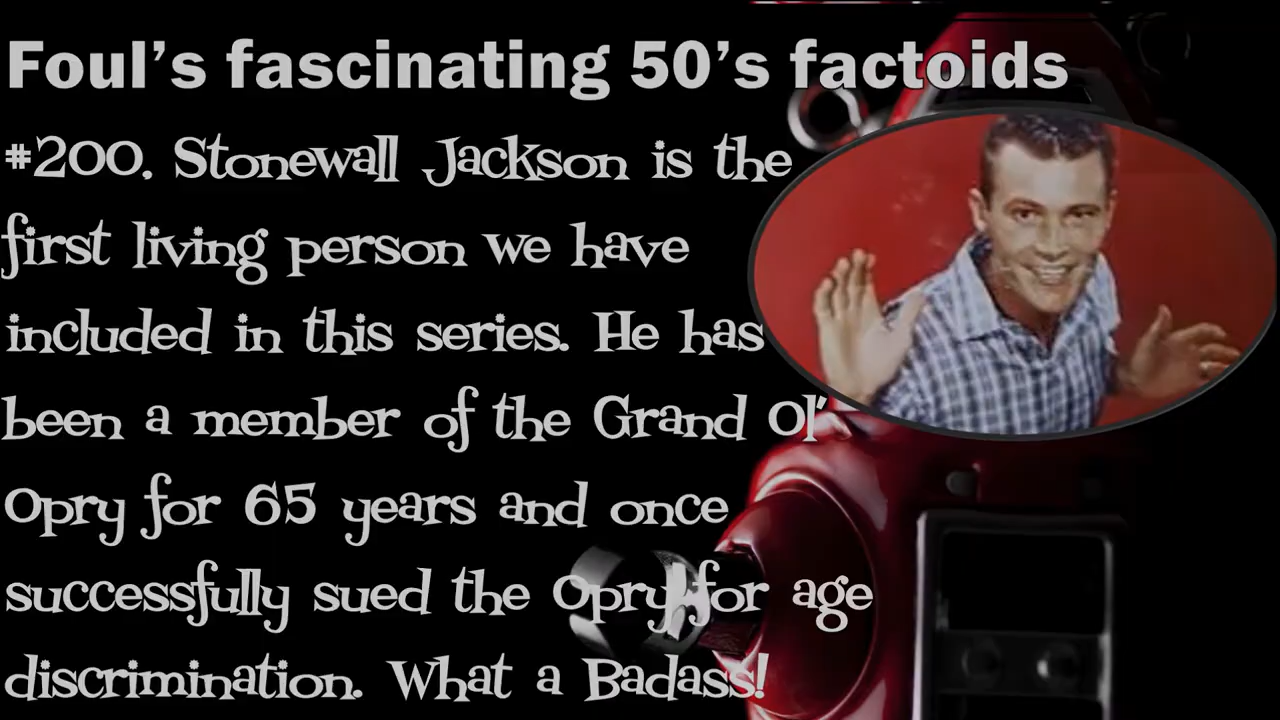 Foul’s fascinating 50’s factoids
#200. Stonewall Jackson is the
first living person we have
included in this series. He has
been a member of the Grand Ol’
Opry for 65 years and once
successfully sued the Opry for age
discrimination. What a Badass!